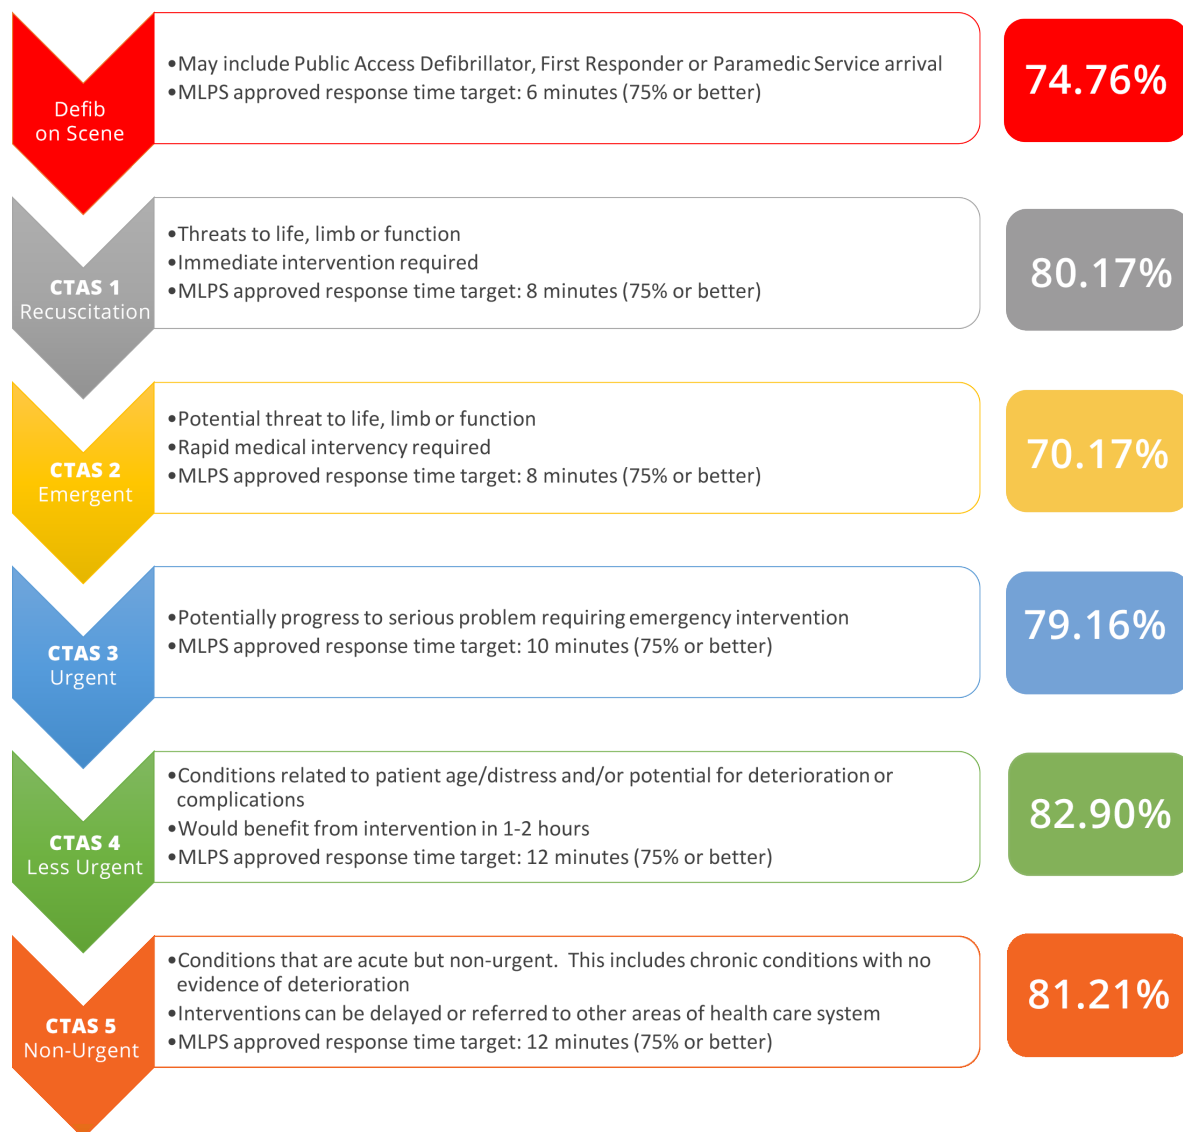 Defib
on Scene
•May include Public Access Defibrillator, First Responder or Paramedic Service arrival
•MLPS approved response time target: 6 minutes (75% or better)
74.76%
CTAS 1
Recuscitation
•Threats to life, limb or function
•Immediate intervention required
•MLPS approved response time target: 8 minutes (75% or better)
80.17%
CTAS 2
Emergent
•Potential threat to life, limb or function
•Rapid medical intervency required
•MLPS approved response time target: 8 minutes (75% or better)
70.17%
CTAS 3
Urgent
•Potentially progress to serious problem requiring emergency intervention
•MLPS approved response time target: 10 minutes (75% or better)
79.16%
CTAS 4
Less Urgent
•Conditions related to patient age/distress and/or potential for deterioration or
complications
•Would benefit from intervention in 1-2 hours
•MLPS approved response time target: 12 minutes (75% or better)
82.90%
CTAS 5
Non-Urgent
•Conditions that are acute but non-urgent.  This includes chronic conditions with no
evidence of deterioration
•Interventions can be delayed or referred to other areas of health care system
•MLPS approved response time target: 12 minutes (75% or better)
81.21%